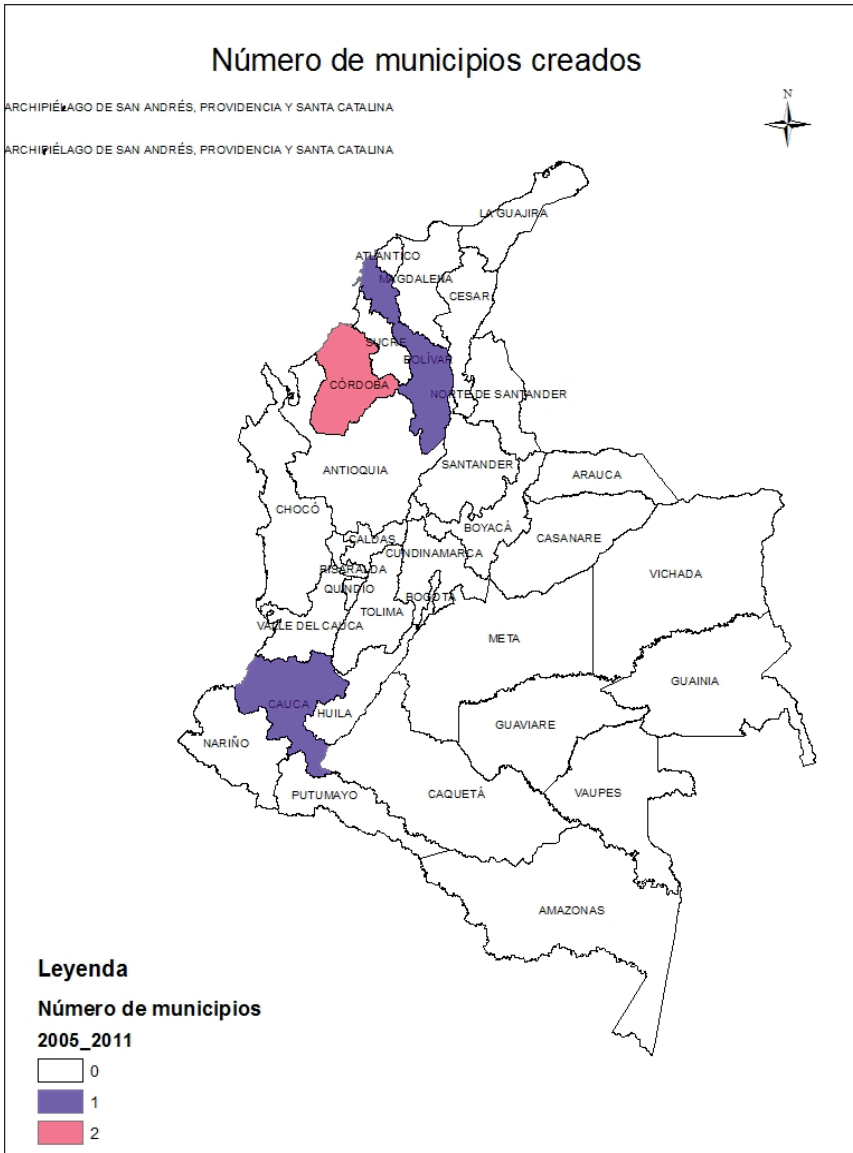 Número de municipios creados
ARCHIPIÉLAGO DE SAN ANDRÉS, PROVIDENCIA Y SANTA CATALINA
N
ARCHIPIÉLAGO DE SAN ANDRÉS, PROVIDENCIA Y SANTA CATALINA
LA GUAJIRA
ATLÁNTICO
MAGDALENA
CESAR
SUCRE
BOLÍVAR
CÓRDOBA
NORTE DE SANTANDER
ANTIOQUIA
SANTANDER
ARAUCA
CHOCÓ
BOYACÁ
CALDAS
CASANARE
CUNDINAMARCA
RISARALDA
VICHADA
QUINDIO
BOGOTÁ
TOLIMA
VALLE DEL CAUCA
META
GUAINIA
CAUCA
HUILA
GUAVIARE
NARIÑO
PUTUMAYO
CAQUETÁ
VAUPES
AMAZONAS
Leyenda
Número de municipios
2005_2011
0
1
2